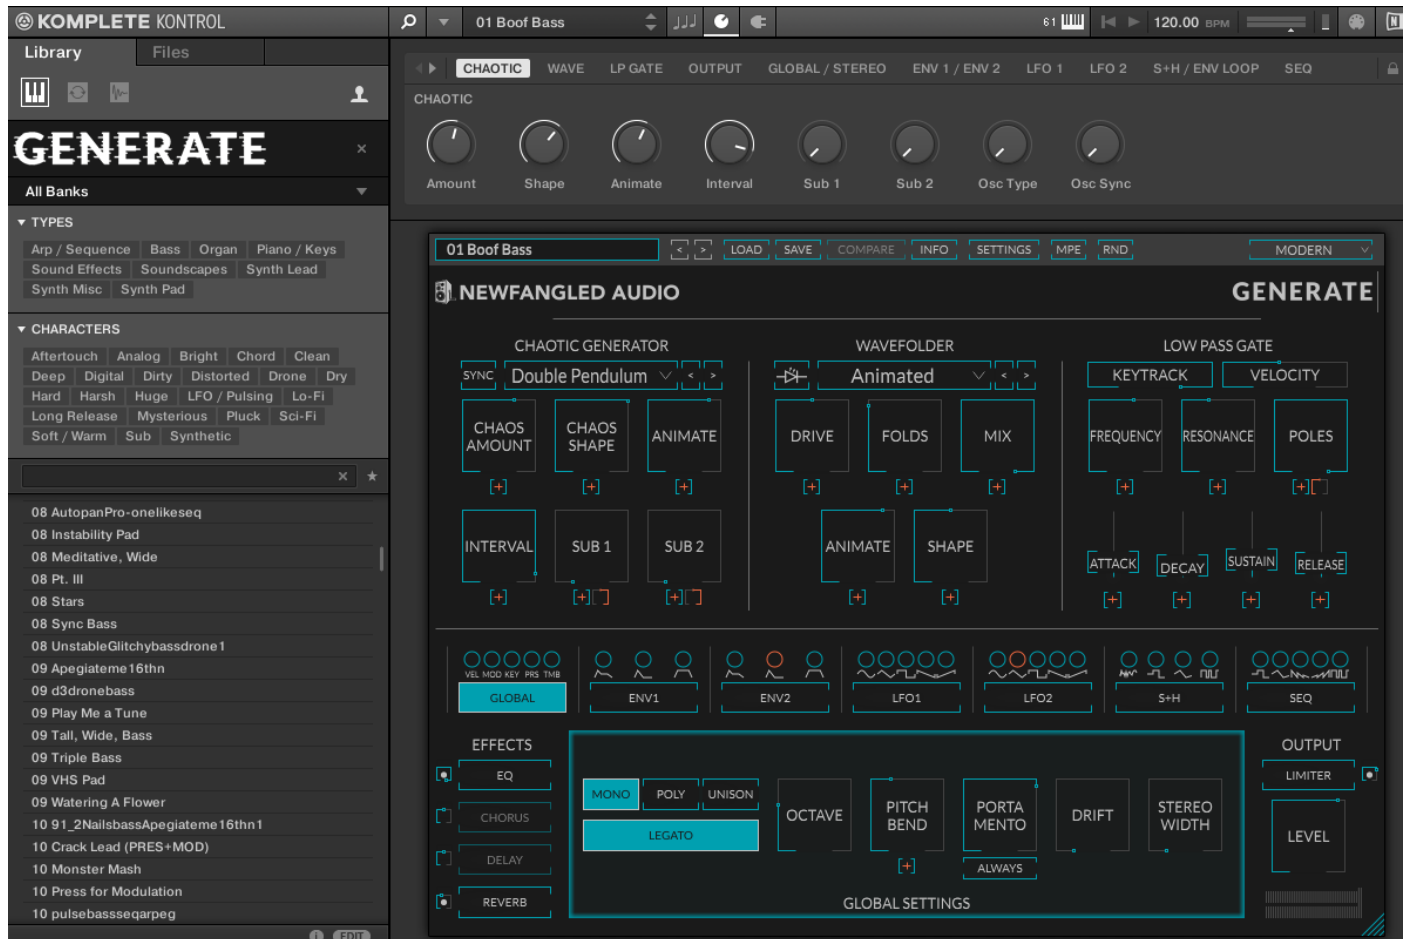 KOMPLETE KONTROL
01 Boof Bass
61
120.00 BPM
Library
Files
CHAOTIC WAVE LP GATE OUTPUT GLOBAL / STEREO ENV 1 / ENV 2 LFO 1 LFO 2 S+H / ENV LOOP SEQ
CHAOTIC
Amount Shape Animate Interval Sub 1 Sub 2 Osc Type Osc Sync
GENERATE
All Banks
TYPES
Arp / Sequence Bass Organ Piano / Keys
Sound Effects Soundscapes Synth Lead
Synth Misc Synth Pad
CHARACTERS
Aftertouch Analog Bright Chord Clean
Deep Digital Dirty Distorted Drone Dry
Hard Harsh Huge LFO / Pulsing Lo-Fi
Long Release Mysterious Pluck Sci-Fi
Soft / Warm Sub Synthetic
08 AutopanPro-onelikeseq
08 Instability Pad
08 Meditative, Wide
08 Pt. III
08 Stars
08 Sync Bass
08 UnstableGlitchybassdrone1
09 Apegiateme16thn
09 d3dronebass
09 Play Me a Tune
09 Tall, Wide, Bass
09 Triple Bass
09 VHS Pad
09 Watering A Flower
10 91_2NailsbassApegiateme16thn1
10 Crack Lead (PRES+MOD)
10 Monster Mash
10 Press for Modulation
10 pulsebassseqarpeg
EDIT
01 Boof Bass < > LOAD SAVE COMPARE INFO SETTINGS MPE RND MODERN
NEWFANGLED AUDIO
GENERATE
CHAOTIC GENERATOR
SYNC Double Pendulum < >
CHAOS AMOUNT
CHAOS SHAPE
ANIMATE
[+] [+] [+]
INTERVAL SUB 1 SUB 2
[+] [+] [+]
WAVEFOLDER
Animated < >
DRIVE FOLDS MIX
[+] [+] [+]
ANIMATE SHAPE
[+] [+]
LOW PASS GATE
KEYTRACK VELOCITY
FREQUENCY RESONANCE POLES
[+] [+] [+]
ATTACK DECAY SUSTAIN RELEASE
[+] [+] [+] [+]
VEL MOD KEY PRS TMB
GLOBAL ENV1 ENV2 LFO1 LFO2 S+H SEQ
EFFECTS
EQ
CHORUS
DELAY
REVERB
MONO POLY UNISON
LEGATO
OCTAVE
PITCH BEND
[+]
PORTA MENTO
ALWAYS
DRIFT
STEREO WIDTH
GLOBAL SETTINGS
OUTPUT
LIMITER
LEVEL